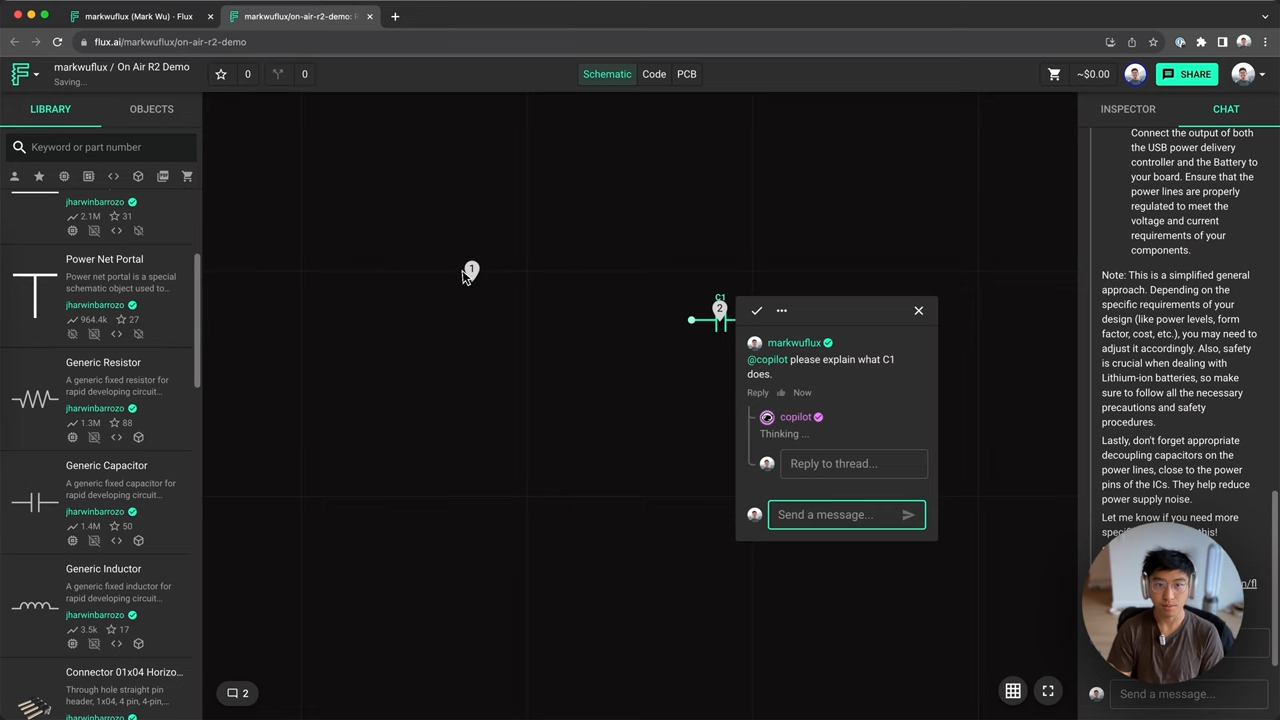 markwuflux (Mark Wu) · Flux
markwuflux/on-air-r2-demo: R
flux.ai/markwuflux/on-air-r2-demo
markwuflux / On Air R2 Demo
Saving...
0
0
Schematic
Code
PCB
~$0.00
SHARE
LIBRARY
OBJECTS
Keyword or part number
jharwinbarrozo
2.1M
31
Power Net Portal
Power net portal is a special
schematic object used to
jharwinbarrozo
964.4k
27
Generic Resistor
A generic fixed resistor for
rapid developing circuit
jharwinbarrozo
1.3M
88
Generic Capacitor
A generic fixed capacitor for
rapid developing circuit
jharwinbarrozo
1.4M
50
Generic Inductor
A generic fixed inductor for
rapid developing circuit
jharwinbarrozo
3.5k
17
Connector 01x04 Horizo...
Through hole straight pin
header, 1x04, 4 pin, 4-pin,
jharwinbarrozo
1
C1
2
markwuflux
@copilot please explain what C1
does.
Reply
Now
copilot
Thinking ...
Reply to thread...
Send a message...
2
INSPECTOR
CHAT
Connect the output of both
the USB power delivery
controller and the Battery to
your board. Ensure that the
power lines are properly
regulated to meet the
voltage and current
requirements of your
components.
Note: This is a simplified general
approach. Depending on the
specific requirements of your
design (like power levels, form
factor, cost, etc.), you may need to
adjust it accordingly. Also, safety
is crucial when dealing with
Lithium-ion batteries, so make
sure to follow all the necessary
precautions and safety
procedures.
Lastly, don't forget appropriate
decoupling capacitors on the
power lines, close to the power
pins of the ICs. They help reduce
power supply noise.
Let me know if you need more
this!
Send a message...